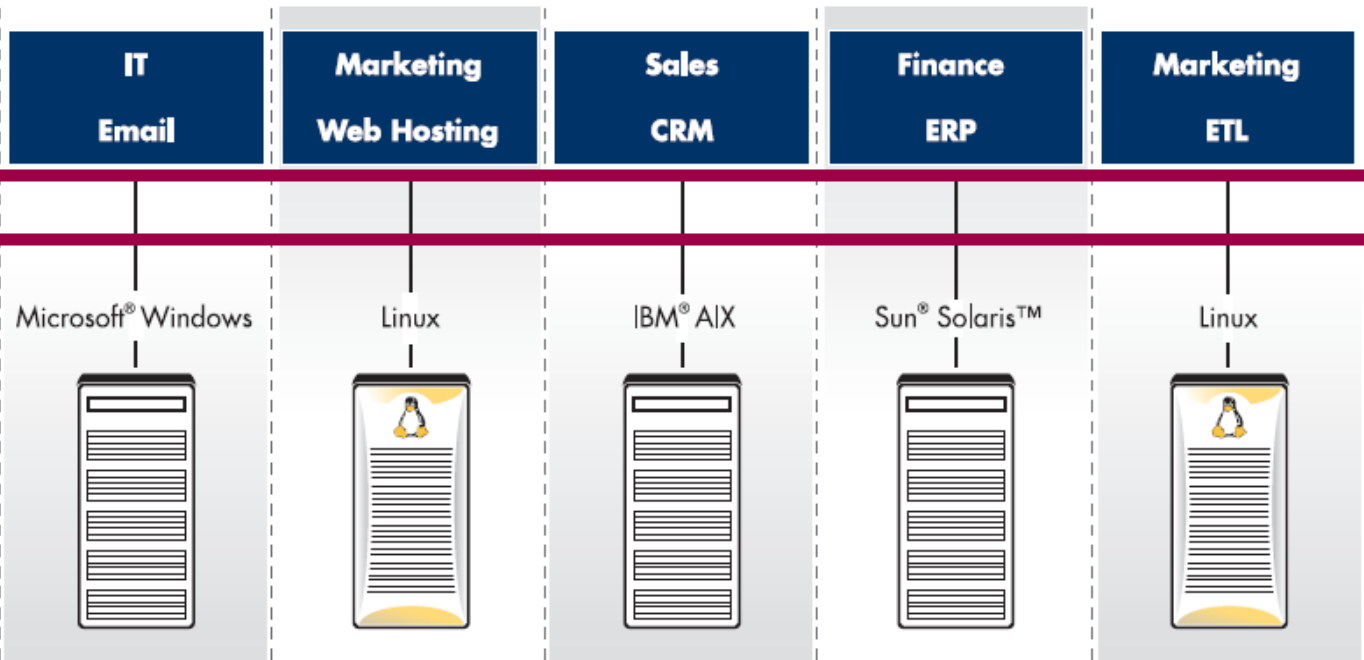 IT
Email
Marketing
Web Hosting
Sales
CRM
Finance
ERP
Marketing
ETL
Microsoft® Windows
Linux
IBM® AIX
Sun® Solaris™
Linux